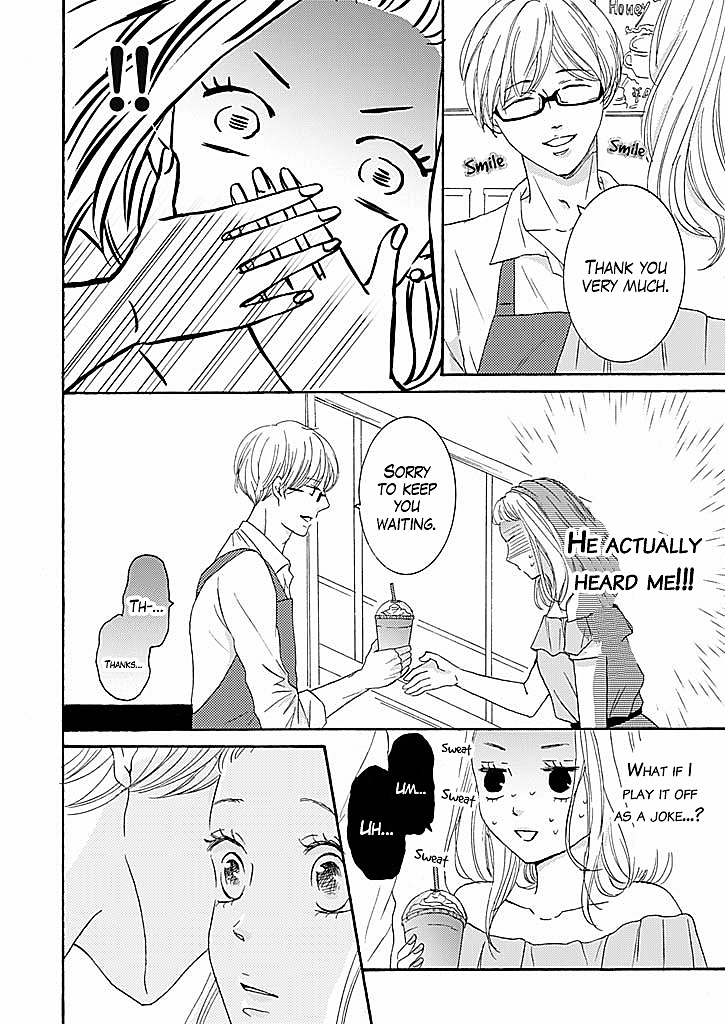 Honey
Smile
Smile
THANK YOU
VERY MUCH.
!!
HE ACTUALLY
HEARD ME!!!
SORRY
TO KEEP
YOU
WAITING.
TH-...
THANKS...
WHAT IF I
PLAY IT OFF
AS A JOKE...?
Sweat
Sweat
Sweat
UM...
UH...